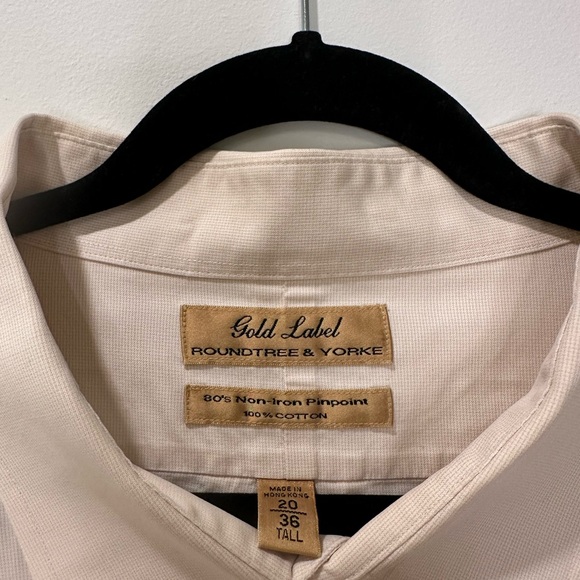 Gold Label
ROUNDTREE & YORKE
80's Non-Iron Pinpoint
100% COTTON
MADE IN
HONG KONG
20
36
TALL